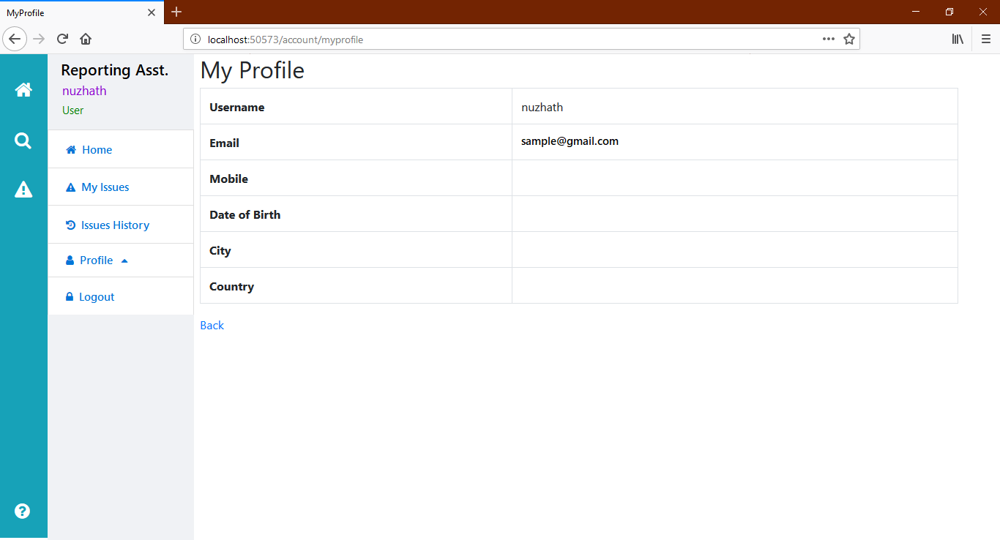 MyProfile
localhost:50573/account/myprofile
Reporting Asst.
nuzhath
User
Home
My Issues
Issues History
Profile
Logout
My Profile
Username nuzhath
Email sample@gmail.com
Mobile
Date of Birth
City
Country
Back